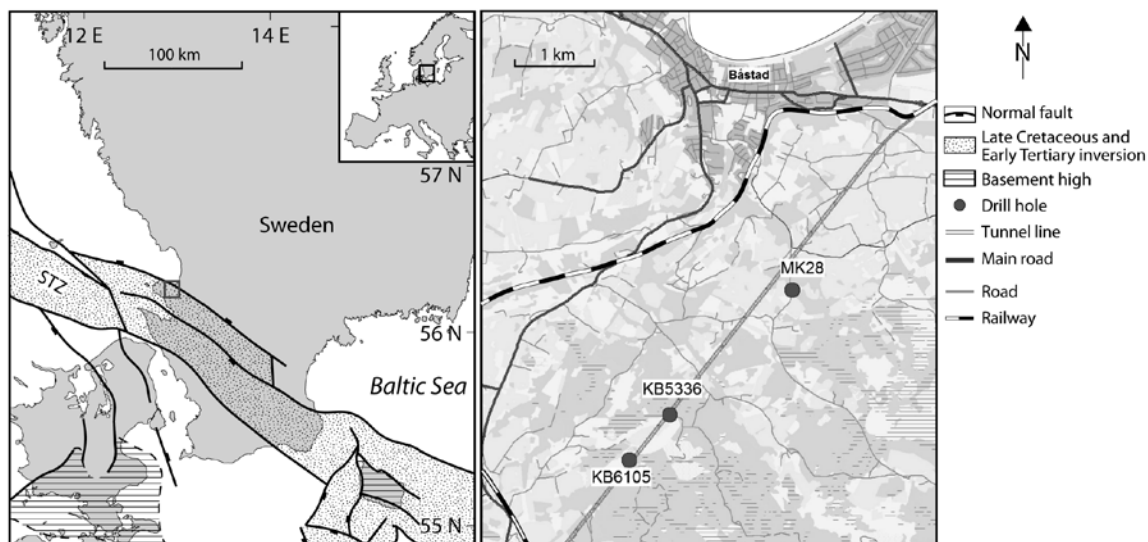 12 E
14 E
100 km
57 N
Sweden
STZ
56 N
Baltic Sea
55 N
1 km
Båstad
MK28
KB5336
KB6105
N
Normal fault
Late Cretaceous and
Early Tertiary inversion
Basement high
Drill hole
Tunnel line
Main road
Road
Railway